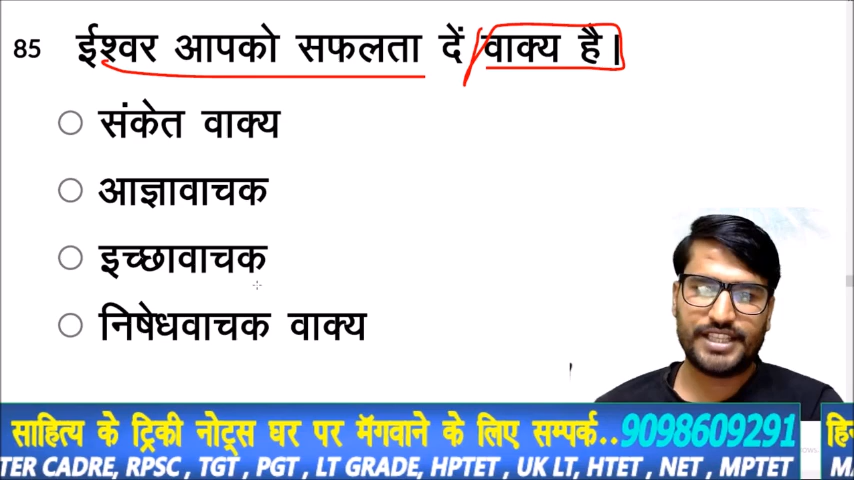 85 ईश्वर आपको सफलता दें वाक्य है।
संकेत वाक्य
आज्ञावाचक
इच्छावाचक
निषेधवाचक वाक्य
साहित्य के ट्रिकी नोट्स घर पर मँगवाने के लिए सम्पर्क..9098609291 हिन
TER CADRE, RPSC , TGT , PGT , LT GRADE, HPTET , UK LT, HTET , NET , MPTET MA